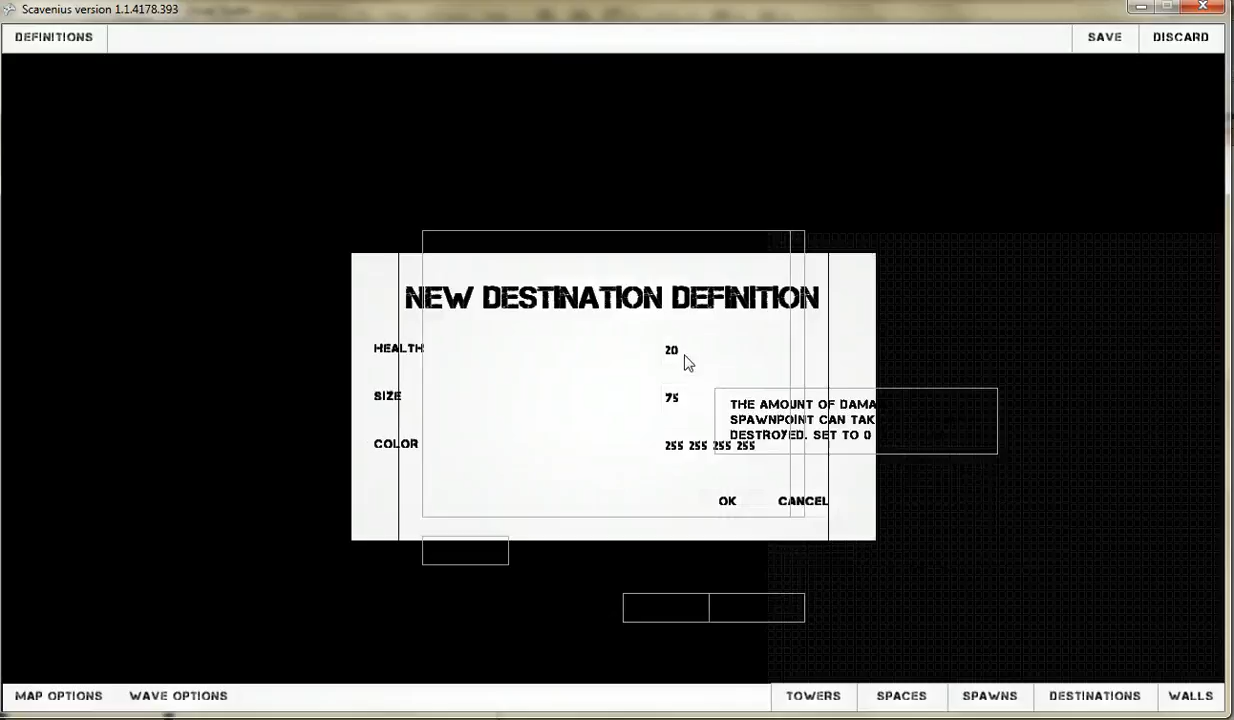 Scavenius version 1.1.4178.393
DEFINITIONS
SAVE
DISCARD
NEW DESTINATION DEFINITION
HEALTH
20
SIZE
75
THE AMOUNT OF
SPAWNPOINT CAN
DESTROYED. SET TO 0
COLOR
255 255 255 255
OK
CANCEL
MAP OPTIONS
WAVE OPTIONS
TOWERS
SPACES
SPAWNS
DESTINATIONS
WALLS